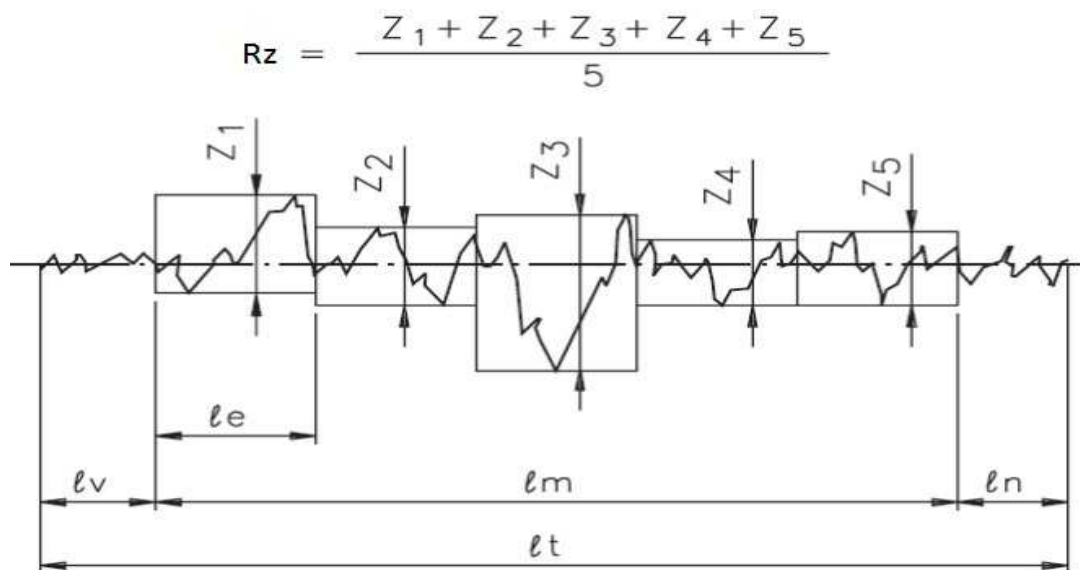 Rz = Z1 + Z2 + Z3 + Z4 + Z5
5
Z1
Z2
Z3
Z4
Z5
ℓe
ℓv
ℓm
ℓn
ℓt